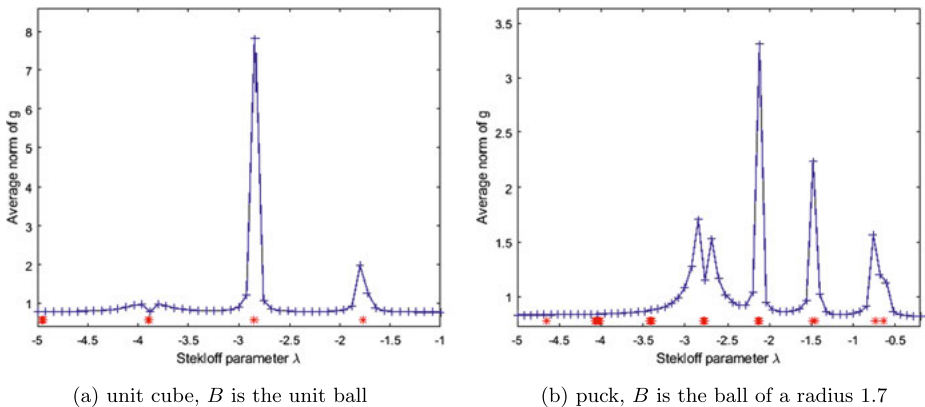 8
7
6
5
4
3
2
1
Average norm of g
-5 -4.5 -4 -3.5 -3 -2.5 -2 -1.5 -1
Stekloff parameter λ
(a) unit cube, B is the unit ball
3.5
3
2.5
2
1.5
1
Average norm of g
-5 -4.5 -4 -3.5 -3 -2.5 -2 -1.5 -1 -0.5
Stekloff parameter λ
(b) puck, B is the ball of a radius 1.7